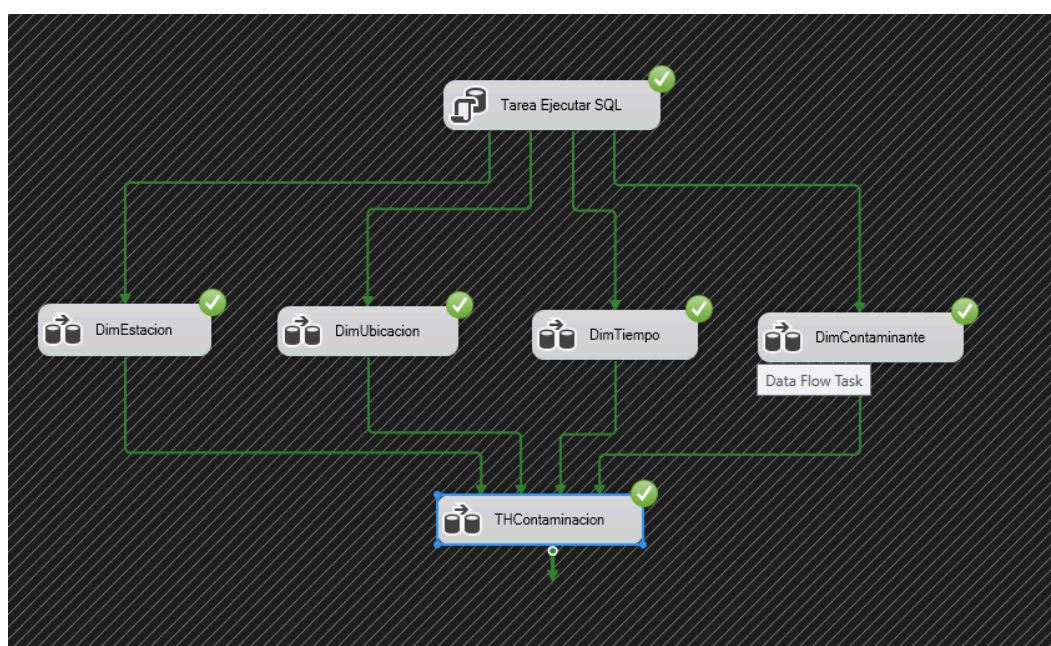 Tarea Ejecutar SQL
DimEstacion
DimUbicacion
DimTiempo
DimContaminante
Data Flow Task
THContaminacion